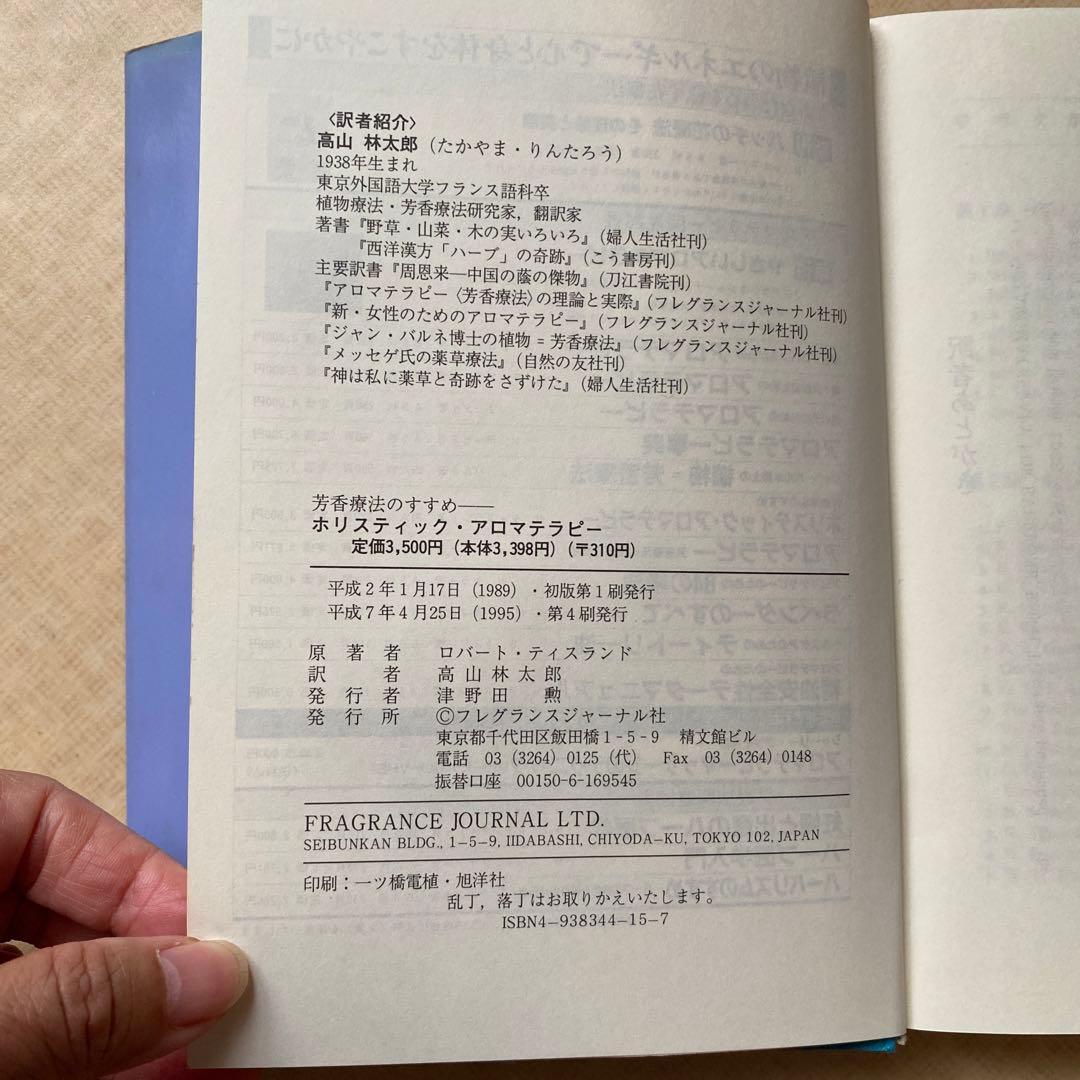 〈訳者紹介〉
高山 林太郎（たかやま・りんたろう）
1938年生まれ
東京外国語大学フランス語科卒
植物療法・芳香療法研究家，翻訳家
著書『野草・山菜・木の実いろいろ』（婦人生活社刊）
『西洋漢方「ハーブ」の奇跡』（こう書房刊）
主要訳書『周恩来―中国の蔭の傑物』（刀江書院刊）
『アロマテラピー〈芳香療法〉の理論と実際』（フレグランスジャーナル社刊）
『新・女性のためのアロマテラピー』（フレグランスジャーナル社刊）
『ジャン・バルネ博士の植物＝芳香療法』（フレグランスジャーナル社刊）
『メッセゲ氏の薬草療法』（自然の友社刊）
『神は私に薬草と奇跡をさずけた』（婦人生活社刊）
芳香療法のすすめ――
ホリスティック・アロマテラピー
定価3,500円（本体3,398円）（〒310円）
平成2年1月17日（1989）・初版第1刷発行
平成7年4月25日（1995）・第4刷発行
原著者 ロバート・ティスランド
訳者 高山林太郎
発行者 津野田勲
発行所 Ⓒフレグランスジャーナル社
東京都千代田区飯田橋1-5-9 精文館ビル
電話 03（3264）0125（代） Fax 03（3264）0148
振替口座 00150-6-169545
FRAGRANCE JOURNAL LTD.
SEIBUNKAN BLDG., 1–5–9, IIDABASHI, CHIYODA–KU, TOKYO 102, JAPAN
印刷：一ツ橋電植・旭洋社
乱丁，落丁はお取りかえいたします。
ISBN4–938344–15–7